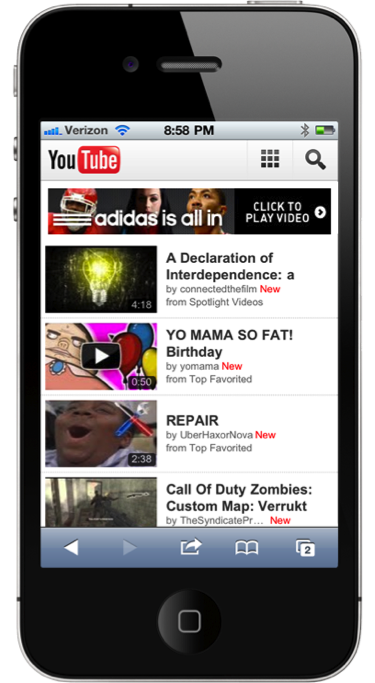 Verizon 8:58 PM
YouTube
adidas is all in
CLICK TO
PLAY VIDEO
A Declaration of
Interdependence: a
by connectedthefilm New
4:18
from Spotlight Videos
YO MAMA SO FAT!
Birthday
by yomama New
0:50
from Top Favorited
REPAIR
by UberHaxorNova New
2:38
from Top Favorited
Call Of Duty Zombies:
Custom Map: Verrukt
by TheSyndicatePr... New
2